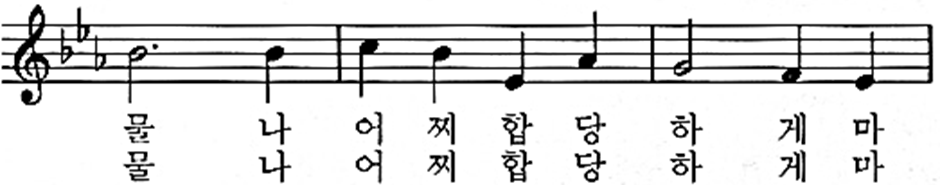 물 나 어 찌 합 당 하 게 마
물 나 어 찌 합 당 하 게 마